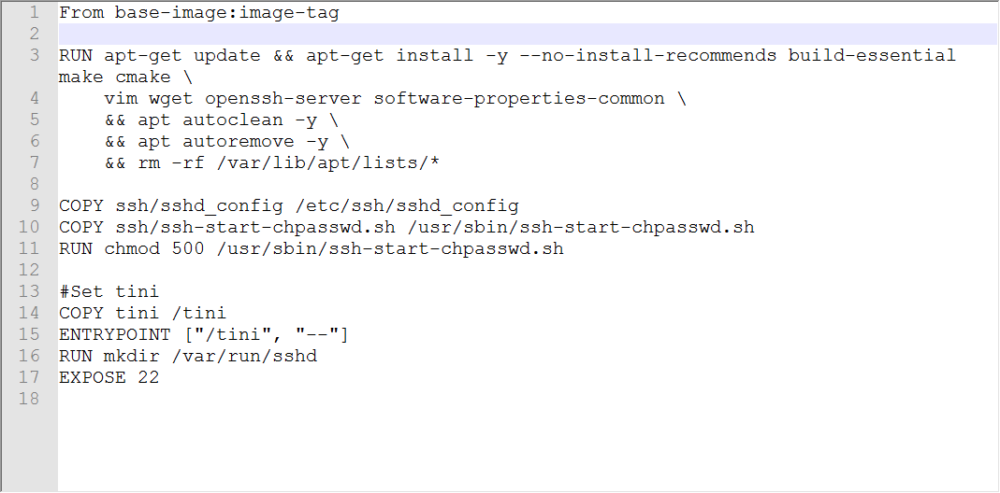 1 From base-image:image-tag
2
3 RUN apt-get update && apt-get install -y --no-install-recommends build-essential
make cmake \
4     vim wget openssh-server software-properties-common \
5     && apt autoclean -y \
6     && apt autoremove -y \
7     && rm -rf /var/lib/apt/lists/*
8
9 COPY ssh/sshd_config /etc/ssh/sshd_config
10 COPY ssh/ssh-start-chpasswd.sh /usr/sbin/ssh-start-chpasswd.sh
11 RUN chmod 500 /usr/sbin/ssh-start-chpasswd.sh
12
13 #Set tini
14 COPY tini /tini
15 ENTRYPOINT ["/tini", "--"]
16 RUN mkdir /var/run/sshd
17 EXPOSE 22
18